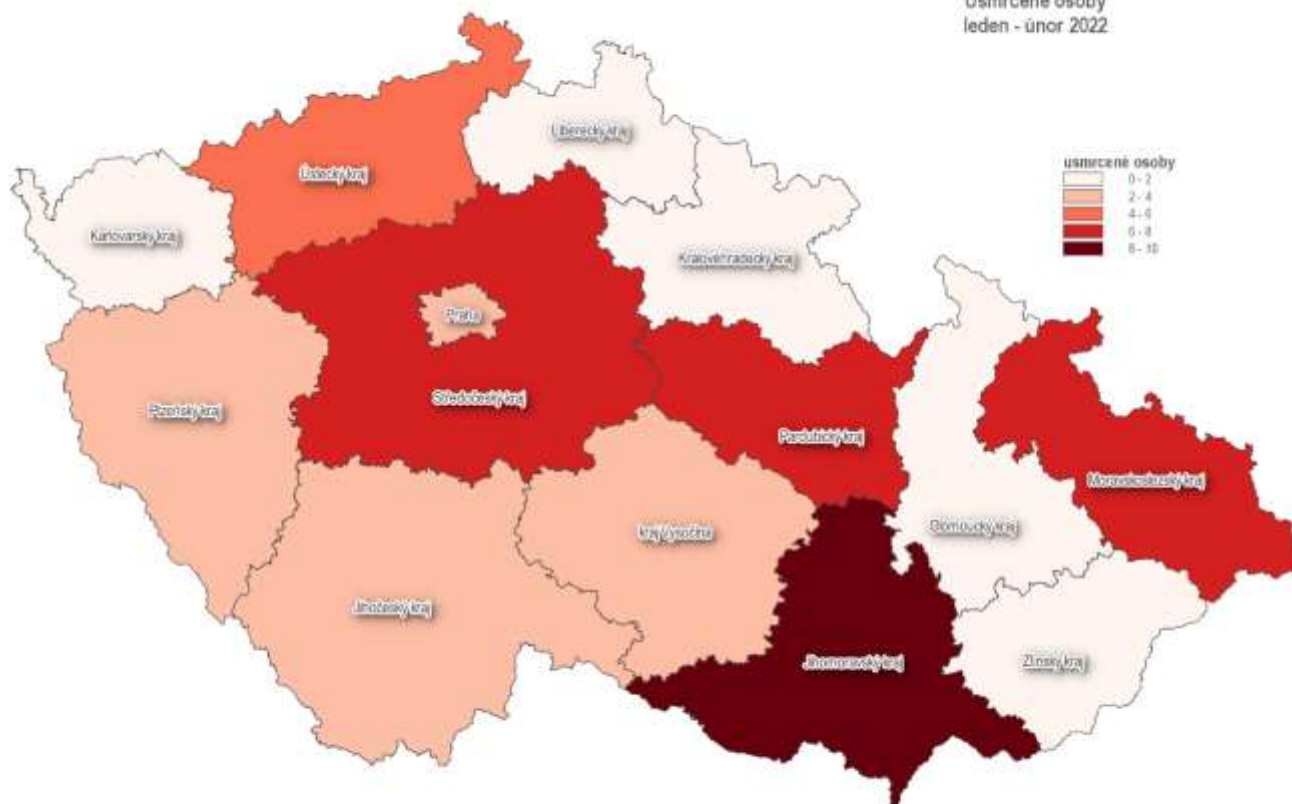 Usmrcené osoby
leden - únor 2022
Liberecký kraj
Ústecký kraj
usmrcené osoby
0 - 2
2 - 4
4 - 6
6 - 8
8 - 10
Karlovarský kraj
Královéhradecký kraj
Praha
Středočeský kraj
Plzeňský kraj
Pardubický kraj
Moravskoslezský kraj
Olomoucký kraj
kraj Vysočina
Jihočeský kraj
Jihomoravský kraj
Zlínský kraj